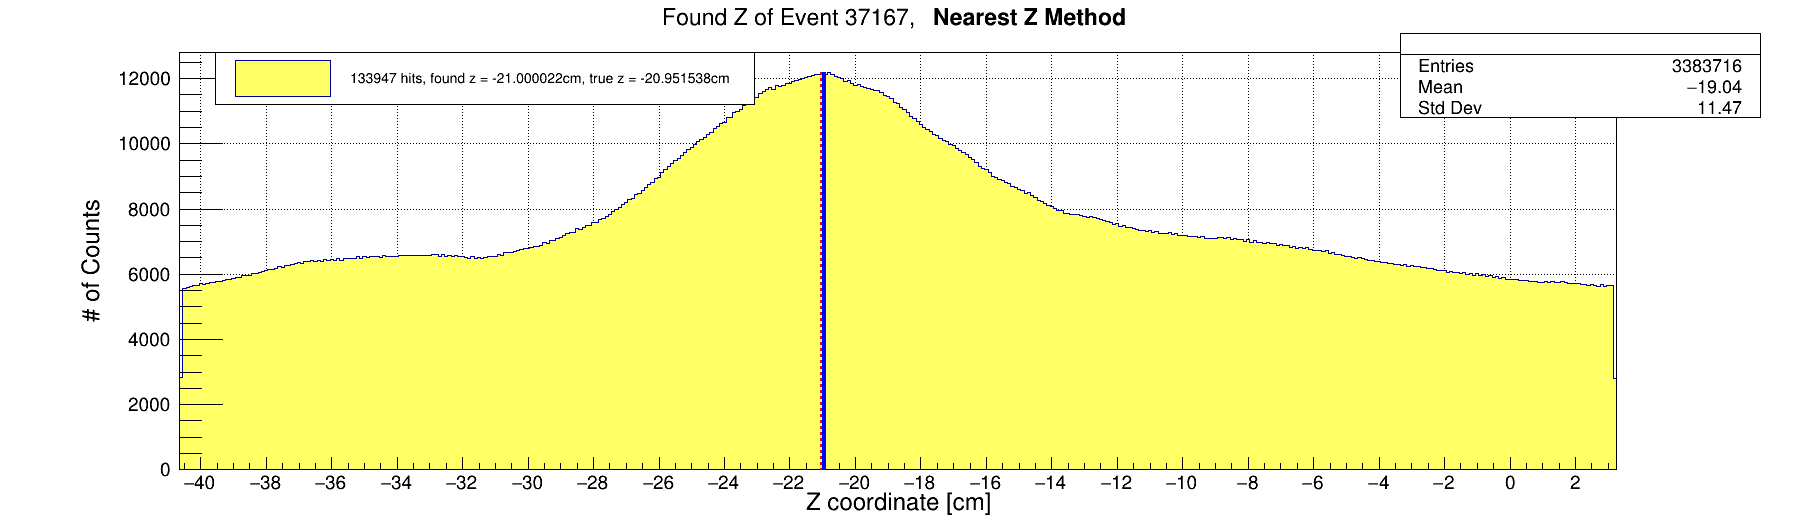 Found Z of Event 37167, Nearest Z Method
133947 hits, found z = -21.000022cm, true z = -20.951538cm
Entries 3383716
Mean −19.04
Std Dev 11.47
# of Counts
12000
10000
8000
6000
4000
2000
0
−40 −38 −36 −34 −32 −30 −28 −26 −24 −22 −20 −18 −16 −14 −12 −10 −8 −6 −4 −2 0 2
Z coordinate [cm]